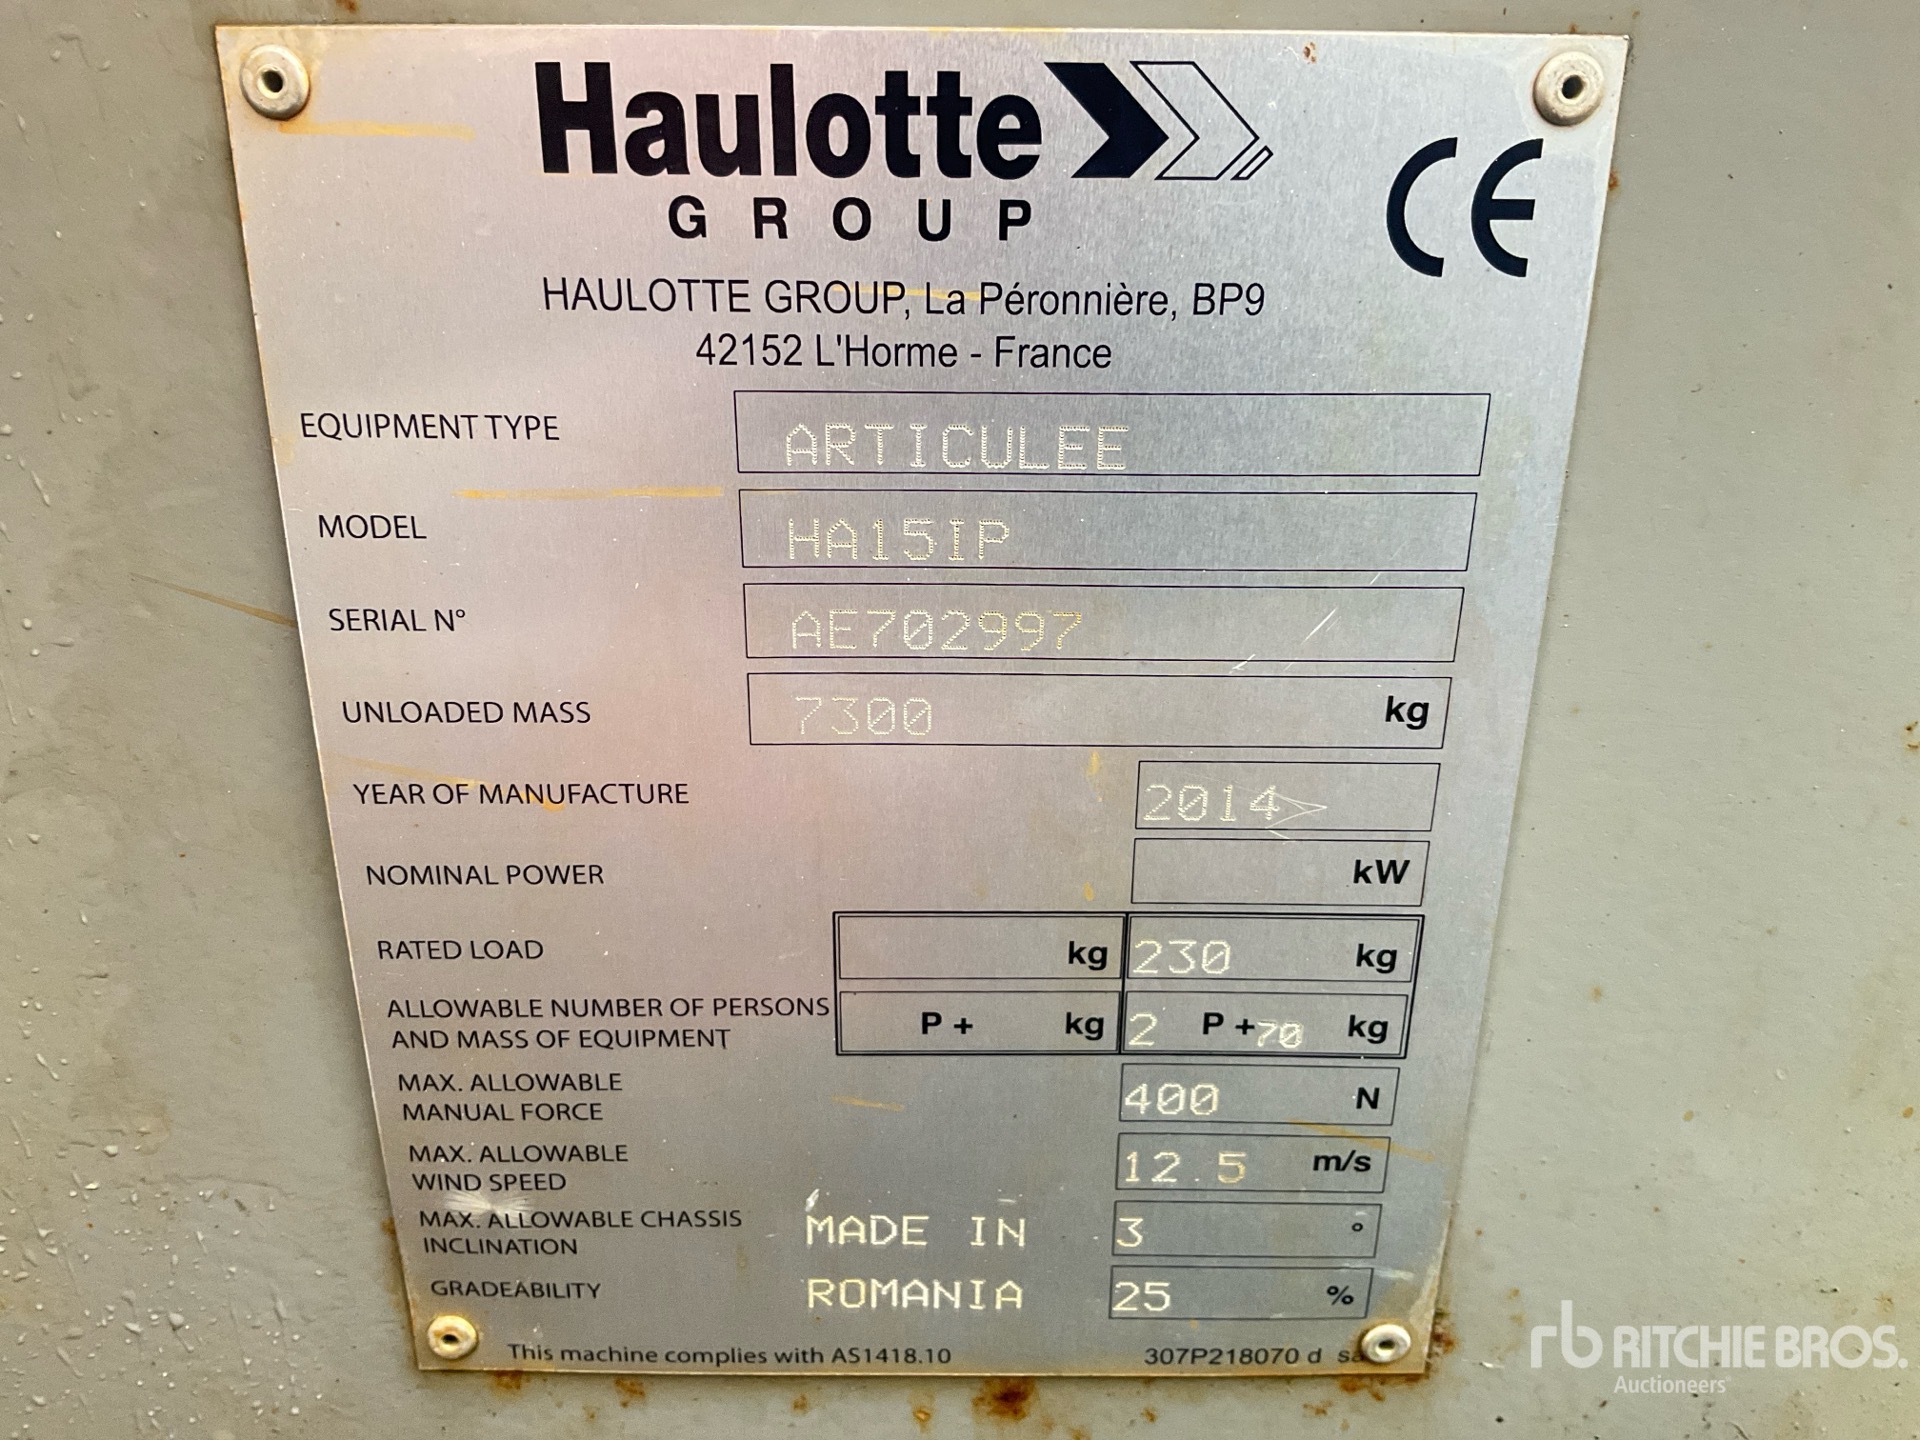 Haulotte
GROUP
CE
HAULOTTE GROUP, La Péronnière, BP9
42152 L'Horme - France
EQUIPMENT TYPE ARTICULEE
MODEL HA15IP
SERIAL N° AE702997
UNLOADED MASS 7300 kg
YEAR OF MANUFACTURE 2014
NOMINAL POWER kW
RATED LOAD kg 230 kg
ALLOWABLE NUMBER OF PERSONS
AND MASS OF EQUIPMENT P + kg 2 P + 70 kg
MAX. ALLOWABLE
MANUAL FORCE 400 N
MAX. ALLOWABLE
WIND SPEED 12.5 m/s
MAX. ALLOWABLE CHASSIS
INCLINATION MADE IN 3 °
GRADEABILITY ROMANIA 25 %
This machine complies with AS1418.10 307P218070 d
rb RITCHIE BROS.
Auctioneers